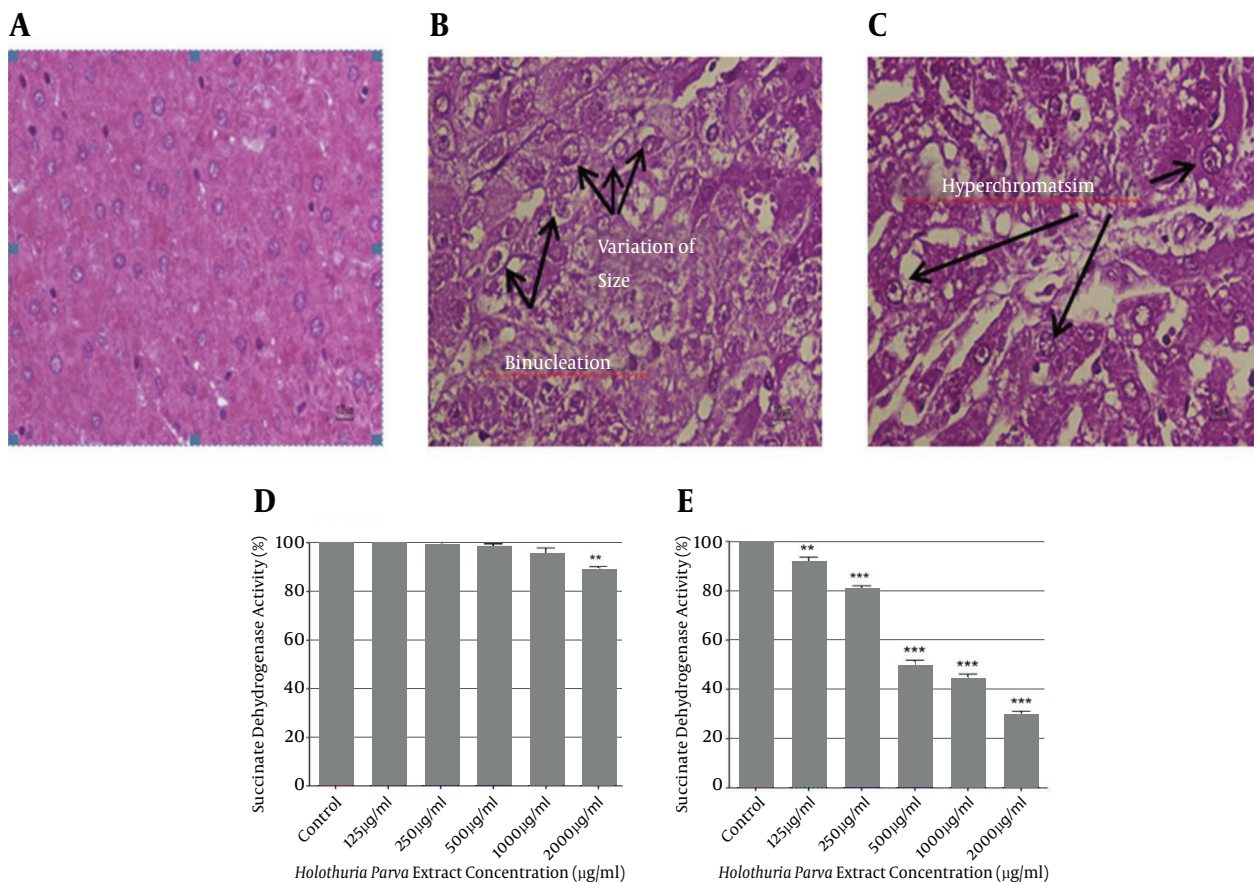 A
B
C
Variation of
Size
Binucleation
Hyperchromatsim
D
Succinate Dehydrogenase Activity (%)
100
80
60
40
20
0
**
Control
125µg/ml
250µg/ml
500µg/ml
1000µg/ml
2000µg/ml
Holothuria Parva Extract Concentration (µg/ml)
E
Succinate Dehydrogenase Activity (%)
100
80
60
40
20
0
**
***
***
***
***
Control
125µg/ml
250µg/ml
500µg/ml
1000µg/ml
2000µg/ml
Holothuria Parva Extract Concentration (µg/ml)